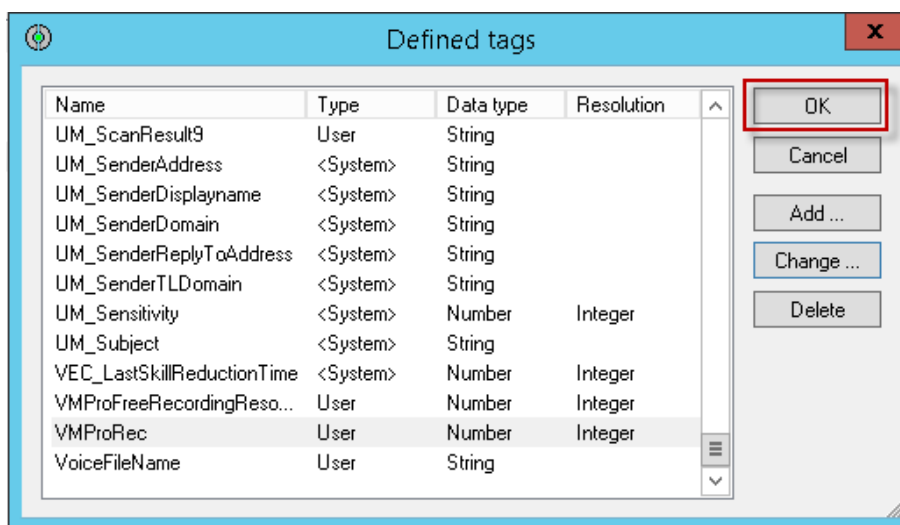 Defined tags
x
Name Type Data type Resolution
UM_ScanResult9 User String
UM_SenderAddress <System> String
UM_SenderDisplayname <System> String
UM_SenderDomain <System> String
UM_SenderReplyToAddress <System> String
UM_SenderTLDomain <System> String
UM_Sensitivity <System> Number Integer
UM_Subject <System> String
VEC_LastSkillReductionTime <System> Number Integer
VMProFreeRecordingReso... User Number Integer
VMProRec User Number Integer
VoiceFileName User String
OK
Cancel
Add ...
Change ...
Delete